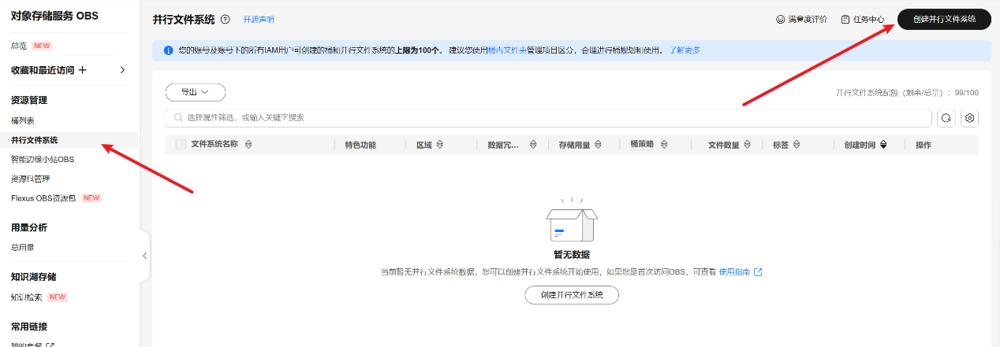 对象存储服务 OBS
总览 NEW
收藏和最近访问
资源管理
桶列表
并行文件系统
智能边缘小站OBS
资源包管理
Flexus OBS资源包 NEW
用量分析
总用量
知识湖存储
知识检索 NEW
常用链接
我的套餐
并行文件系统 开源声明
满意度评价 任务中心 创建并行文件系统
您的账号及账号下的所有IAM用户可创建的桶和并行文件系统的上限为100个。 建议您使用桶内文件夹管理项目区分，合理进行桶规划和使用。 了解更多
导出
并行文件系统配额（剩余/总量）：99/100
选择属性筛选，或输入关键字搜索
文件系统名称 特色功能 区域 数据冗... 存储用量 桶策略 文件数量 标签 创建时间 操作
暂无数据
当前暂无并行文件系统数据，您可以创建并行文件系统开始使用，如果您是首次访问OBS，可查看 使用指南
创建并行文件系统